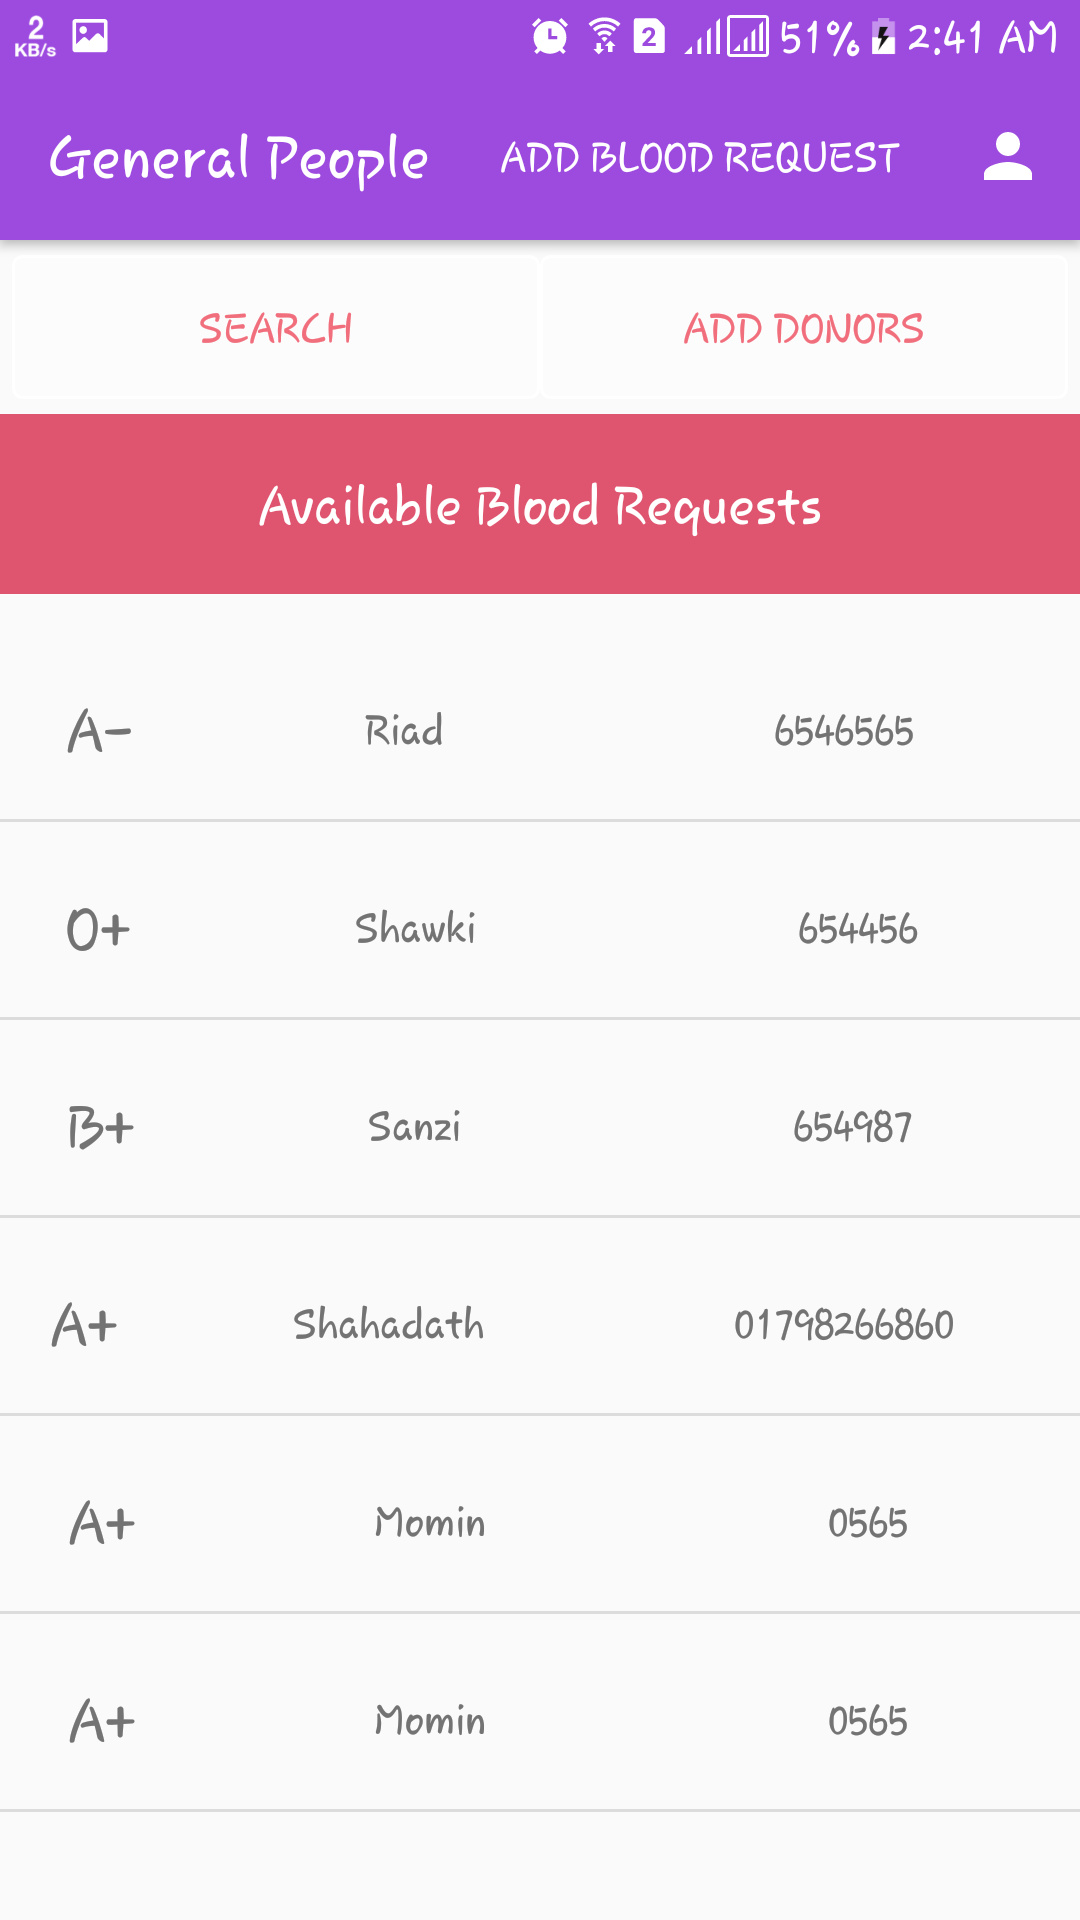 2 KB/s 2 51% 2:41 AM
General People ADD BLOOD REQUEST
SEARCH ADD DONORS
Available Blood Requests
A- Riad 6546565
O+ Shawki 654456
B+ Sanzi 654987
A+ Shahadath 01798266860
A+ Momin 0565
A+ Momin 0565